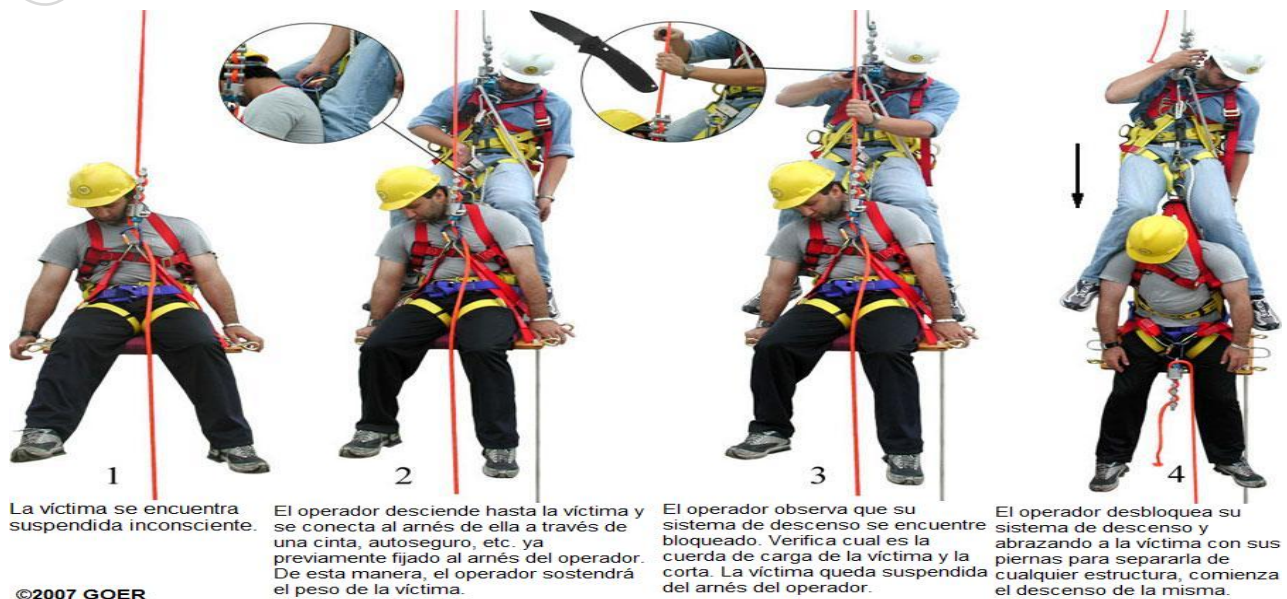 1
2
3
4
La víctima se encuentra
suspendida inconsciente.
El operador desciende hasta la víctima y
se conecta al arnés de ella a través de
una cinta, autoseguro, etc. ya
previamente fijado al arnés del operador.
De esta manera, el operador sostendrá
el peso de la víctima.
El operador observa que su
sistema de descenso se encuentre
bloqueado. Verifica cual es la
cuerda de carga de la víctima y la
corta. La víctima queda suspendida
del arnés del operador.
El operador desbloquea su
sistema de descenso y
abrazando a la víctima con sus
piernas para separarla de
cualquier estructura, comienza
el descenso de la misma.
©2007 GOER